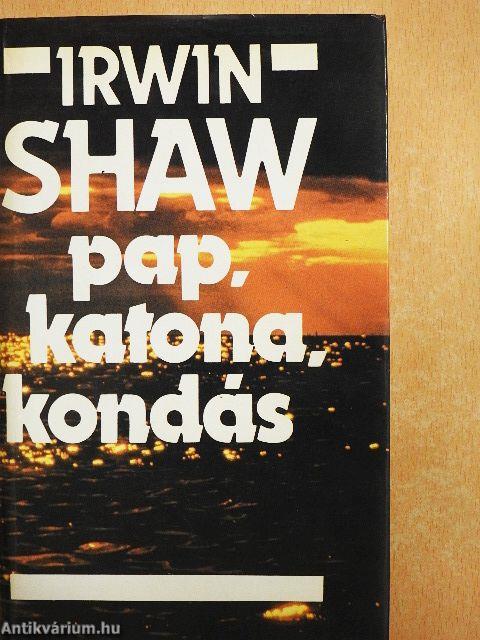 IRWIN
SHAW
pap,
katona,
kondás
Antikvárium.hu